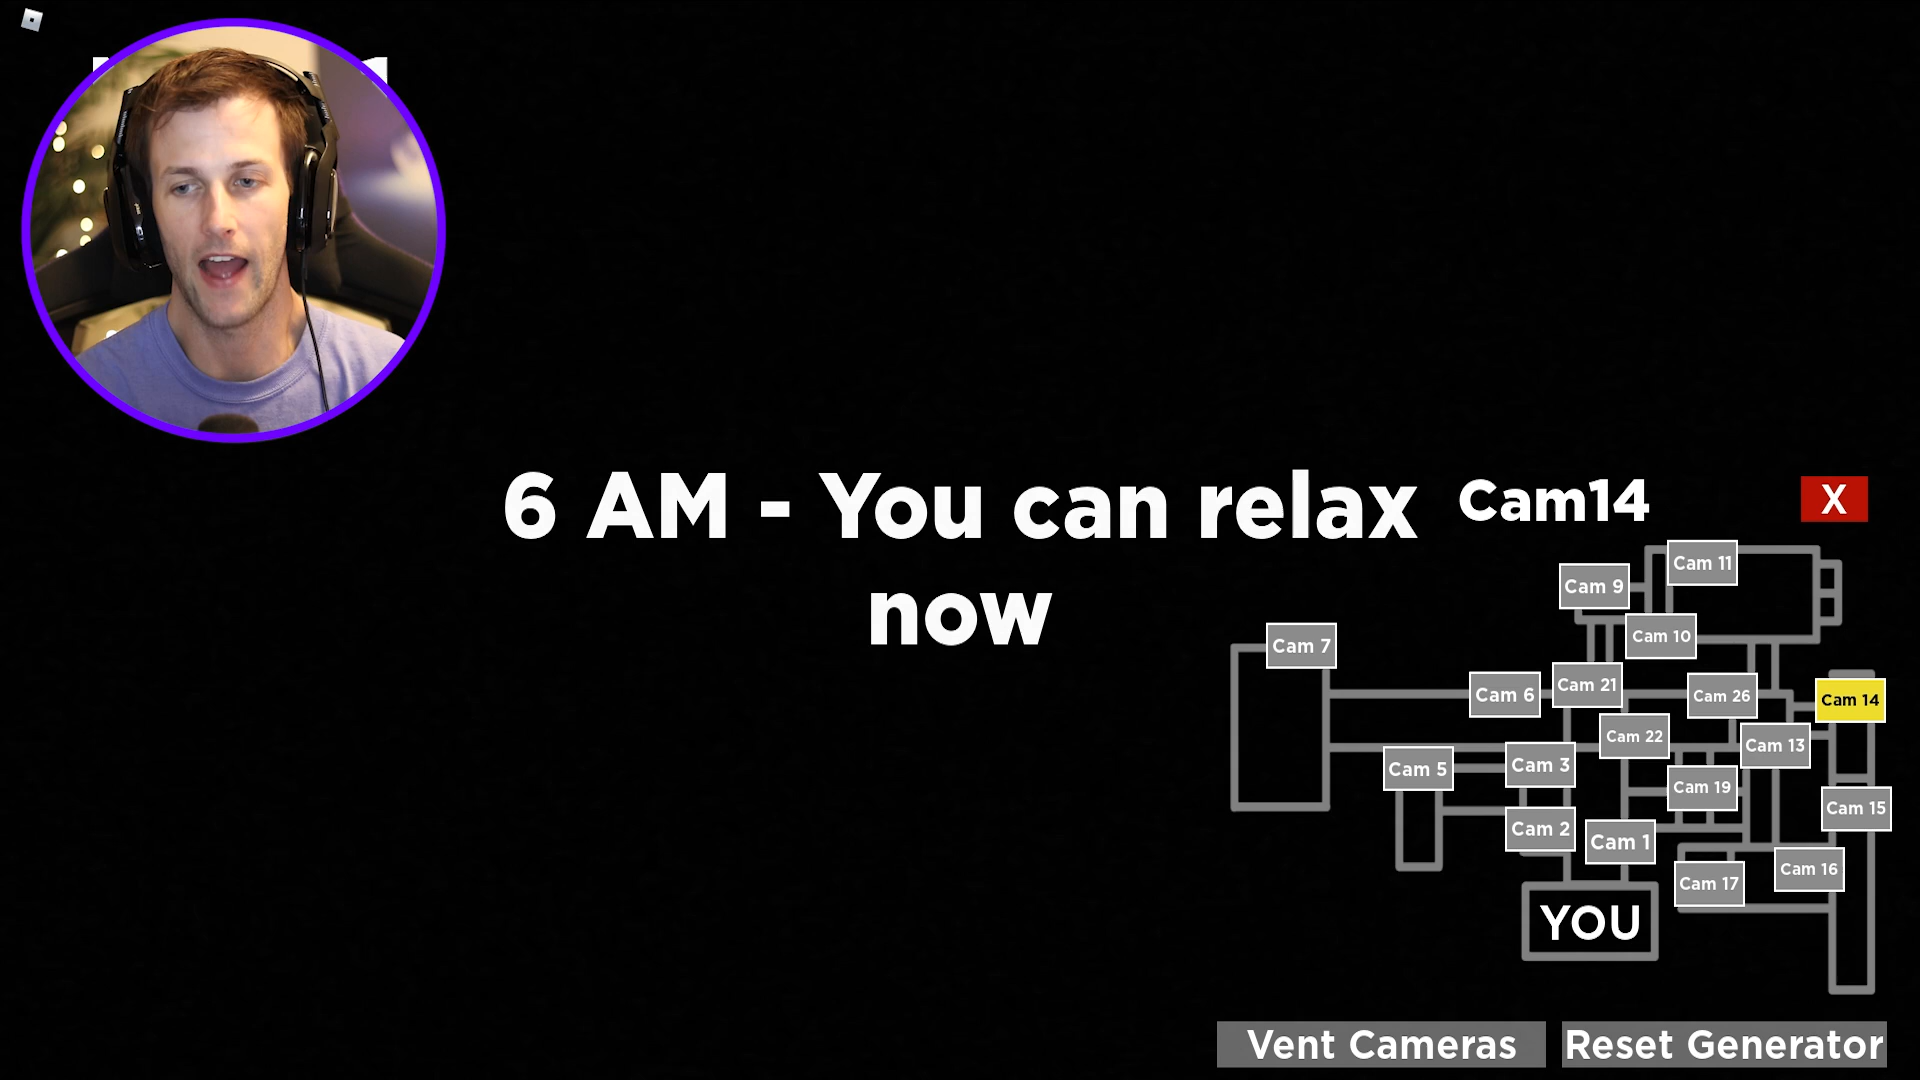 6 AM - You can relax
now
Cam14
X
Cam 11
Cam 9
Cam 10
Cam 7
Cam 21
Cam 6
Cam 26
Cam 14
Cam 22
Cam 13
Cam 3
Cam 5
Cam 19
Cam 15
Cam 2
Cam 1
Cam 16
Cam 17
YOU
Vent Cameras
Reset Generator